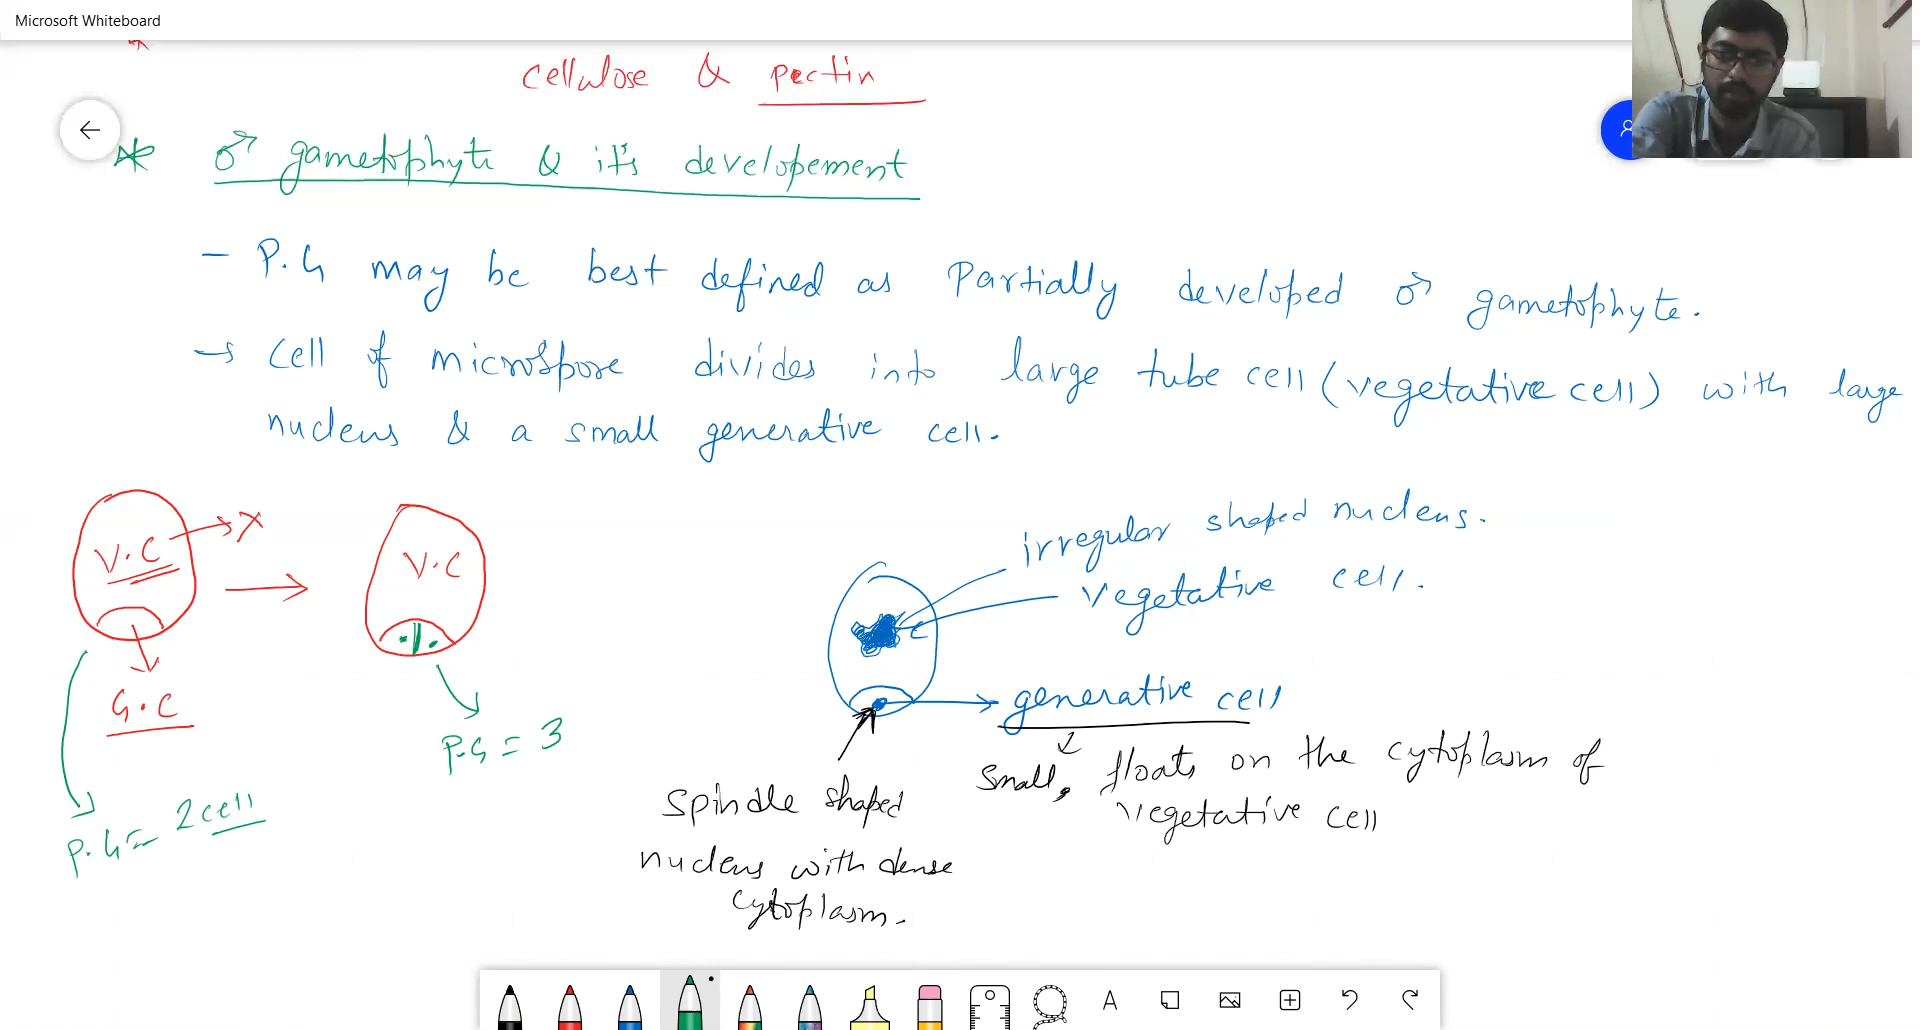 Microsoft Whiteboard
cellulose & pectin
* ♂ gametophyte & it's developement
- P.G may be best defined as Partially developed ♂ gametophyte.
→ Cell of microspore divides into large tube cell (vegetative cell) with large
nucleus & a small generative cell.
V.C → X
G.C
P.G = 2 cell
V.C
P.G = 3
irregular shaped nucleus.
vegetative cell.
generative cell
small, floats on the cytoplasm of
vegetative cell
Spindle shaped
nucleus with dense
cytoplasm.
A